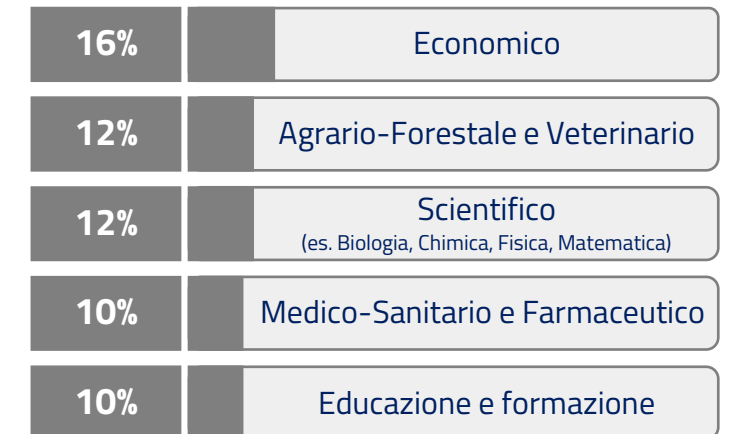 16% Economico
12% Agrario-Forestale e Veterinario
12% Scientifico
(es. Biologia, Chimica, Fisica, Matematica)
10% Medico-Sanitario e Farmaceutico
10% Educazione e formazione